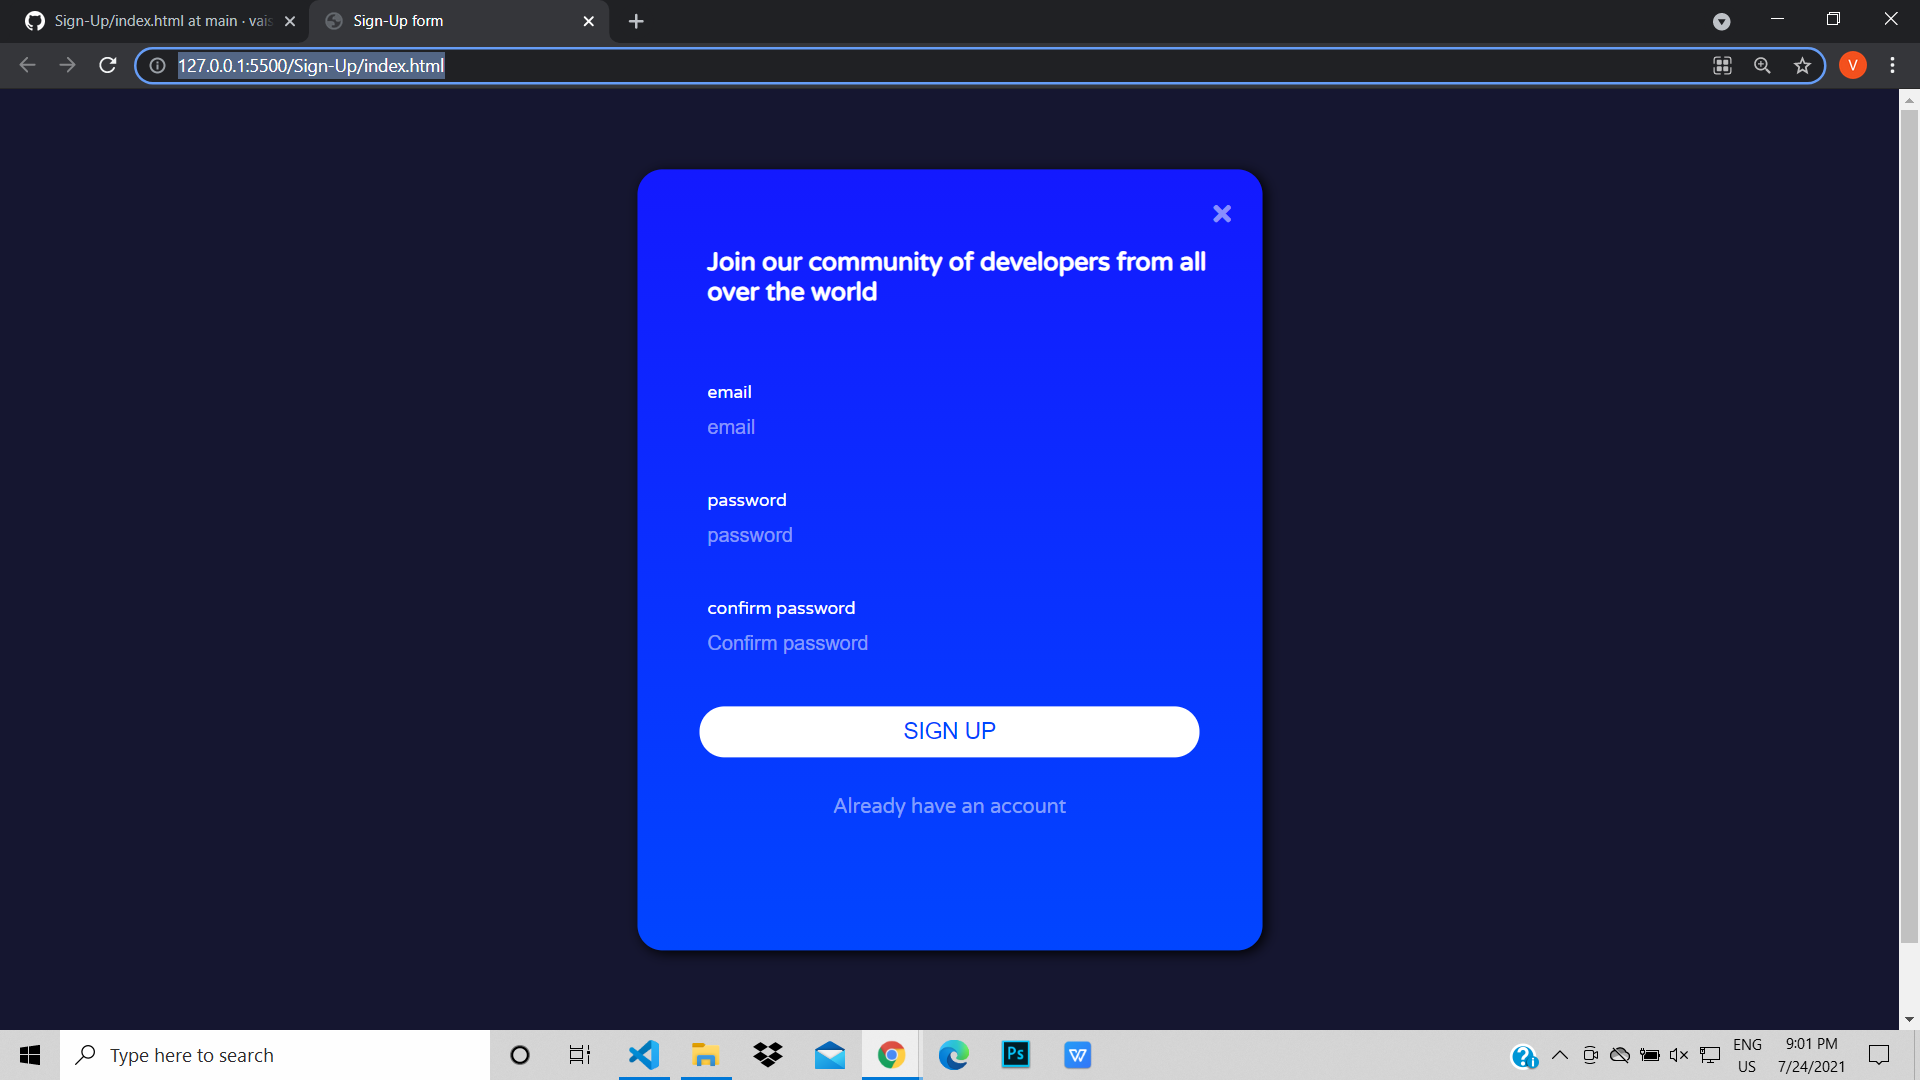 Sign-Up/index.html at main · vais
Sign-Up form
127.0.0.1:5500/Sign-Up/index.html
V
Join our community of developers from all
over the world
email
email
password
password
confirm password
Confirm password
SIGN UP
Already have an account
Type here to search
Ps
W
ENG
US
9:01 PM
7/24/2021